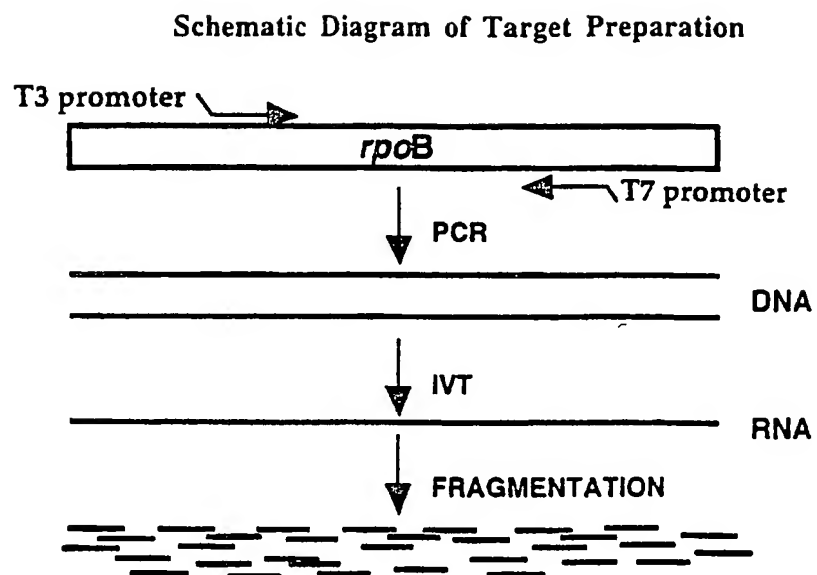 Schematic Diagram of Target Preparation
T3 promoter
rpoB
T7 promoter
PCR
DNA
IVT
RNA
FRAGMENTATION